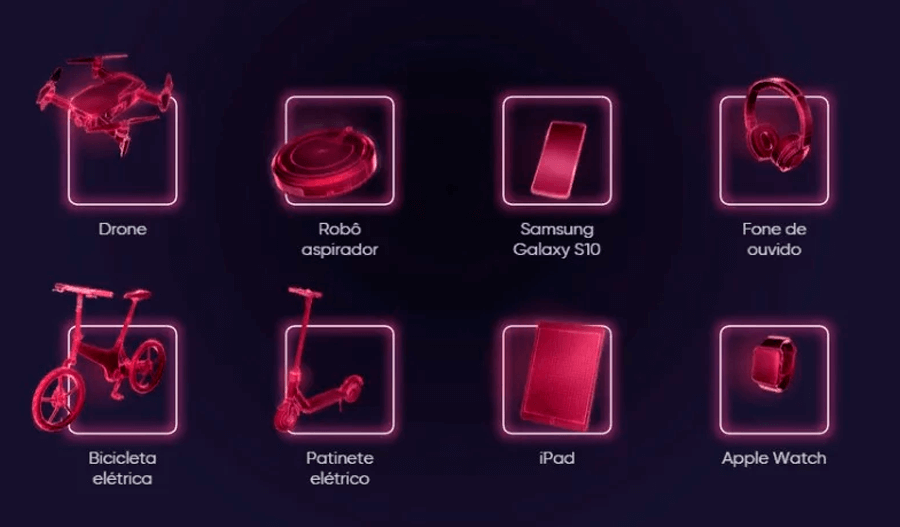 Drone
Robô
aspirador
Samsung
Galaxy S10
Fone de
ouvido
Bicicleta
elétrica
Patinete
elétrico
iPad
Apple Watch